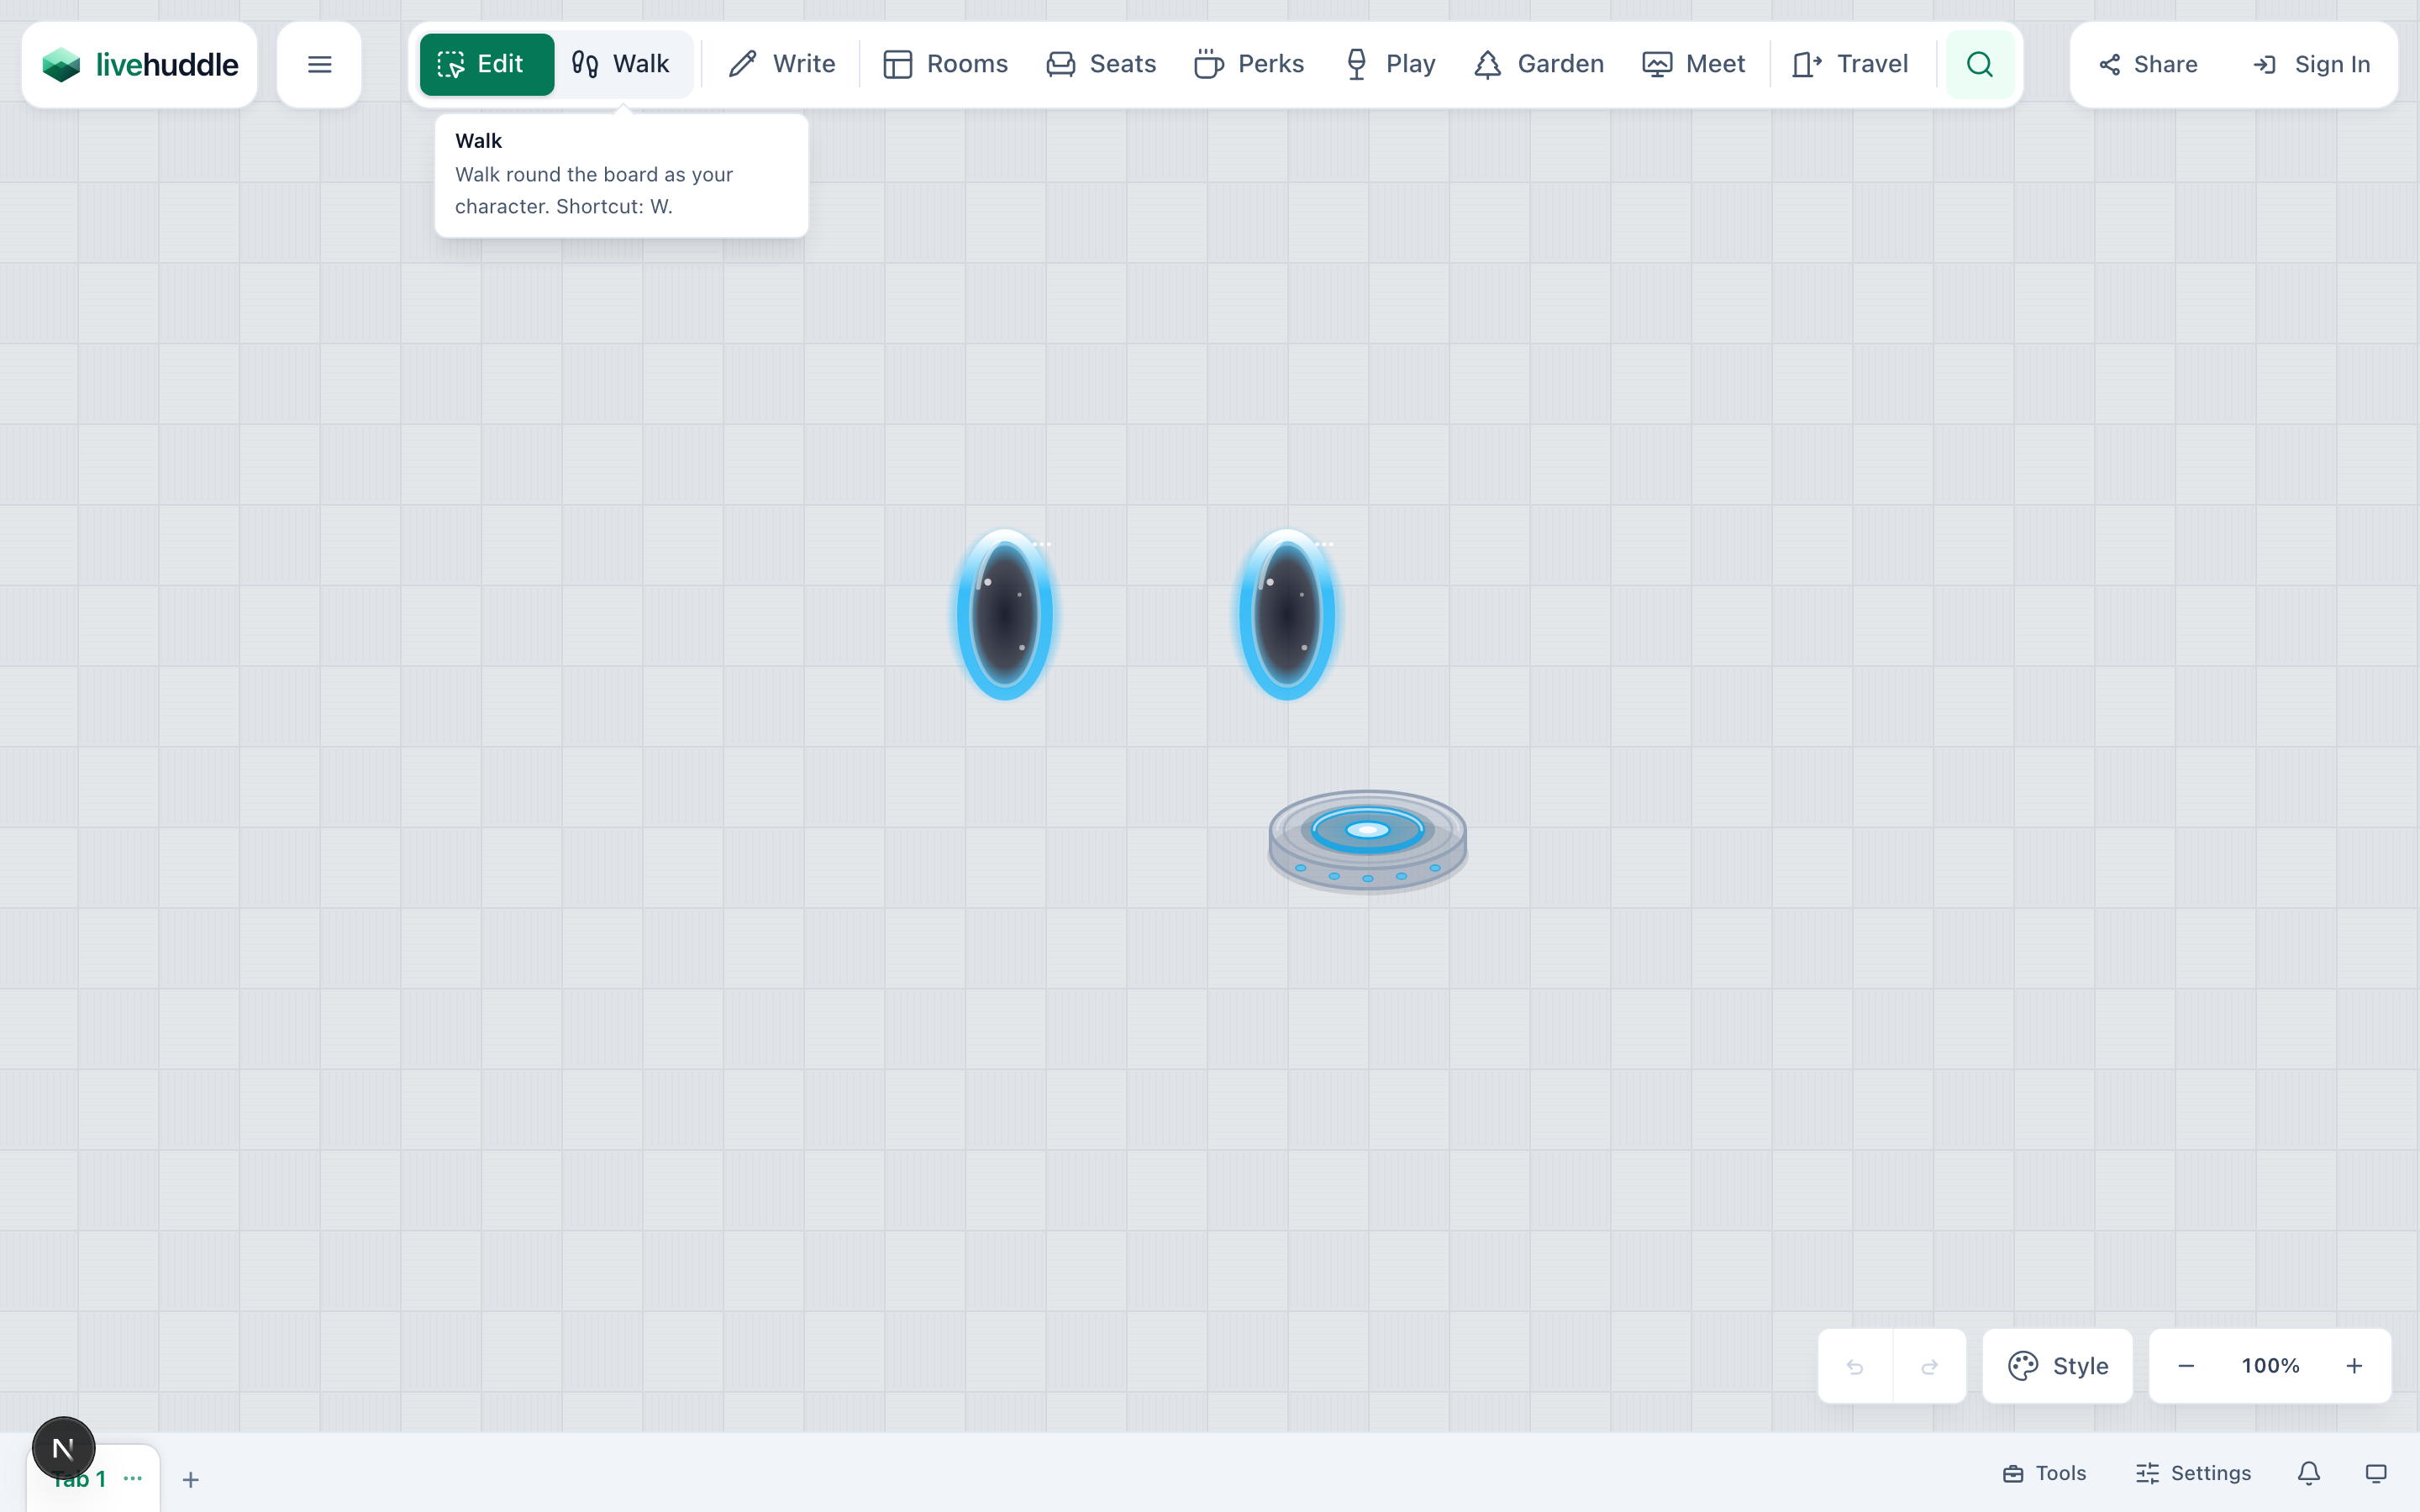 livehuddle
Edit
Walk
Write
Rooms
Seats
Perks
Play
Garden
Meet
Travel
Share
Sign In
Walk
Walk round the board as your
character. Shortcut: W.
Style
100%
N
Tab 1
Tools
Settings